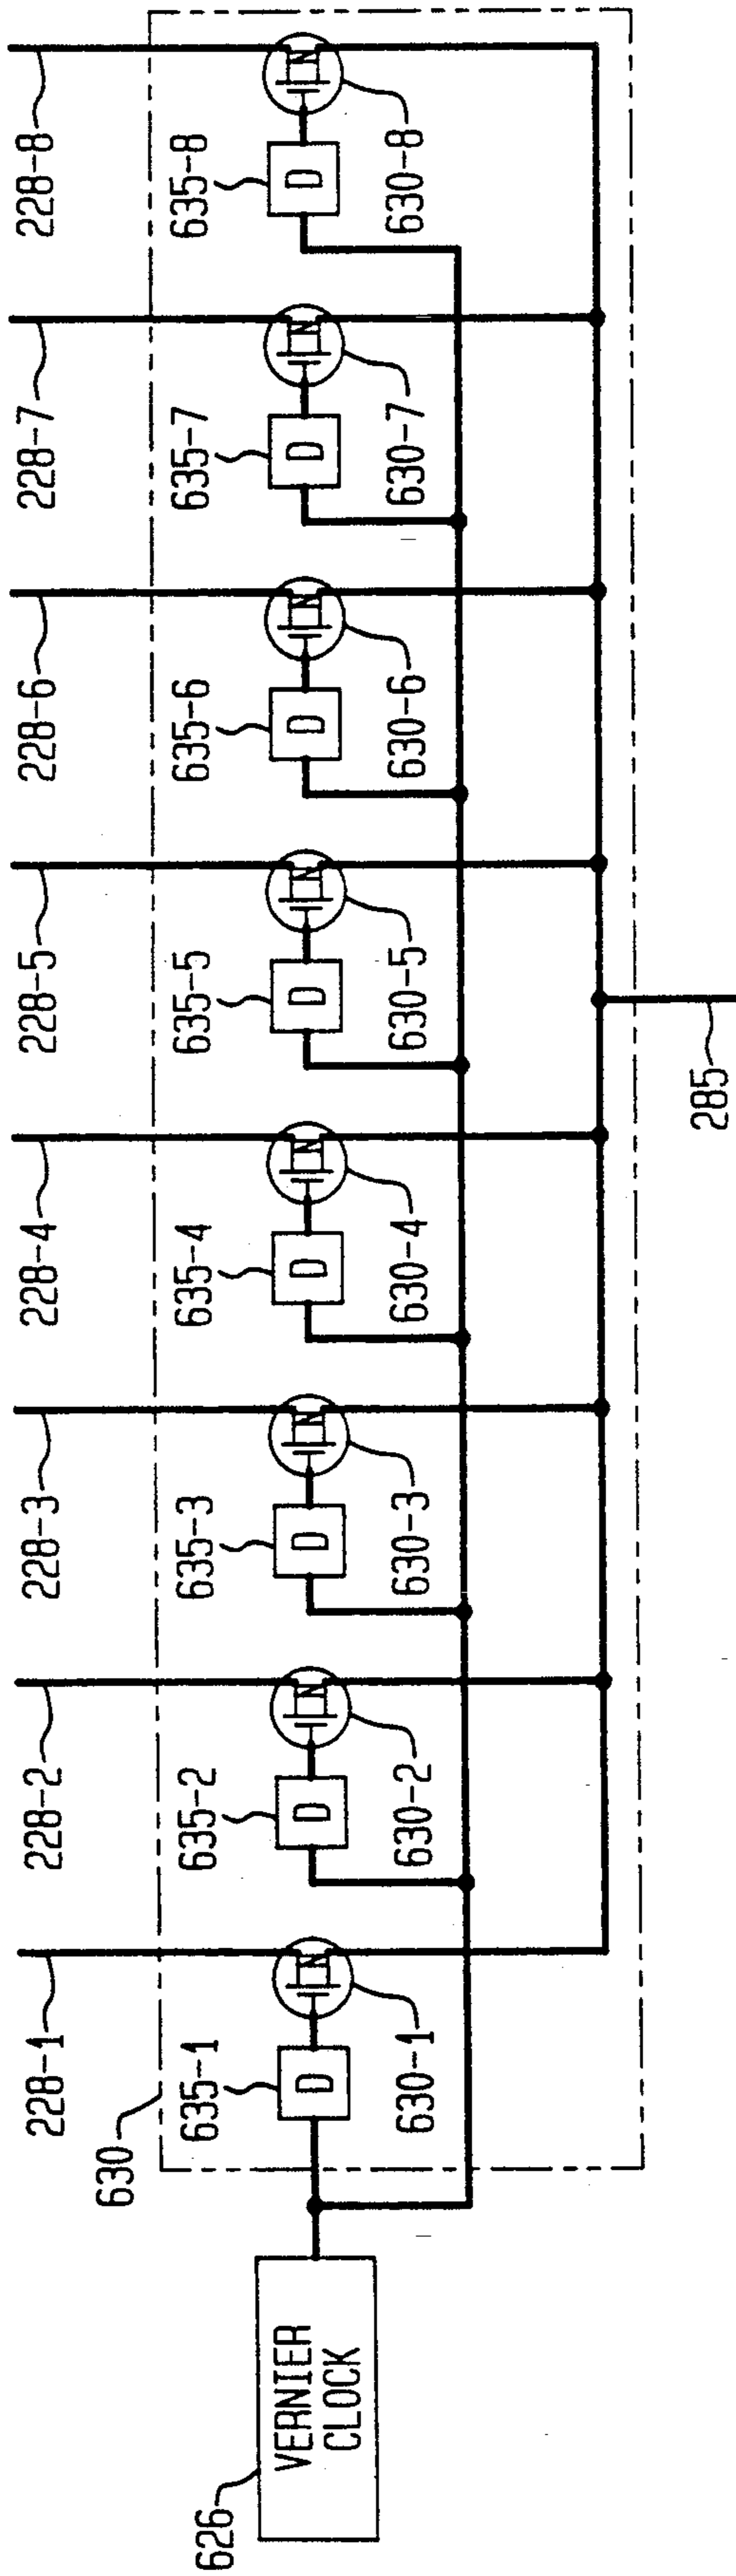 228-1
228-2
228-3
228-4
228-5
228-6
228-7
228-8
630
635-1
635-2
635-3
635-4
635-5
635-6
635-7
635-8
D
D
D
D
D
D
D
D
N
N
N
N
N
N
N
N
626
VERNIER
CLOCK
630-1
630-2
630-3
630-4
630-5
630-6
630-7
630-8
285